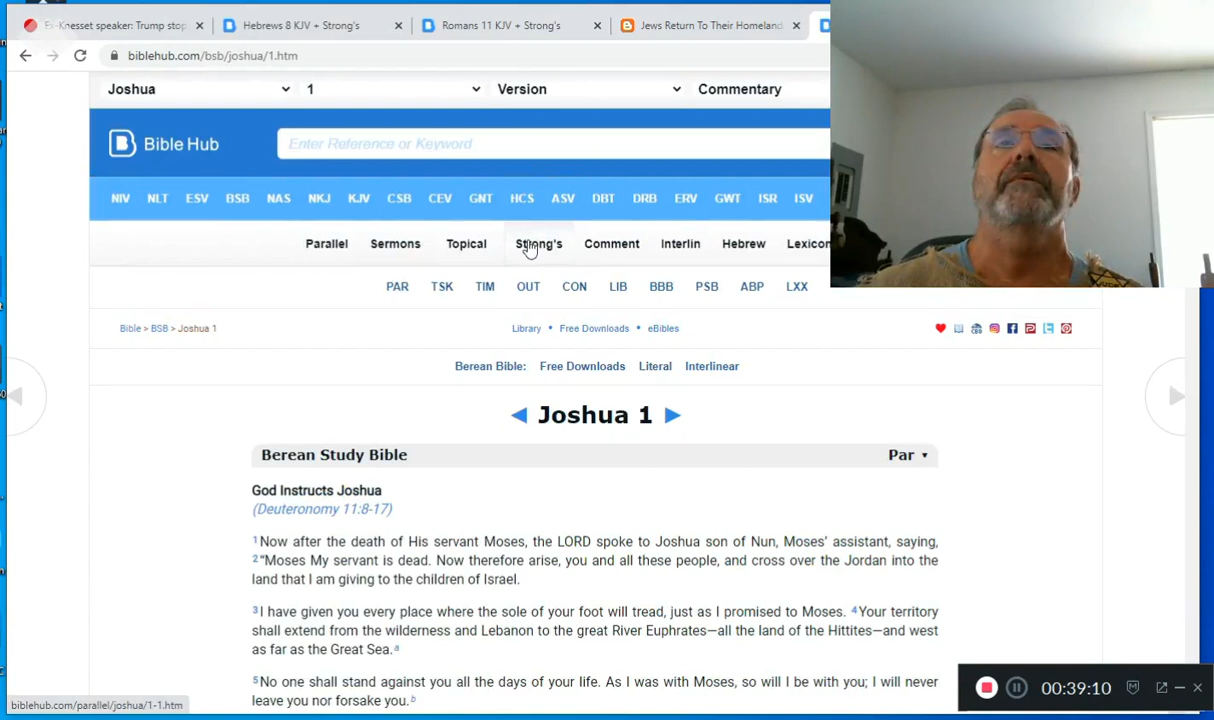 Ex-Knesset speaker: Trump stop
Hebrews 8 KJV + Strong's
Romans 11 KJV + Strong's
Jews Return To Their Homeland
biblehub.com/bsb/joshua/1.htm
Joshua 1 Version Commentary
Bible Hub Enter Reference or Keyword
NIV NLT ESV BSB NAS NKJ KJV CSB CEV GNT HCS ASV DBT DRB ERV GWT ISR ISV
Parallel Sermons Topical Strong's Comment Interlin Hebrew Lexicon
PAR TSK TIM OUT CON LIB BBB PSB ABP LXX
Bible > BSB > Joshua 1 Library • Free Downloads • eBibles
Berean Bible: Free Downloads Literal Interlinear
◄ Joshua 1 ►
Berean Study Bible Par ▾
God Instructs Joshua
(Deuteronomy 11:8-17)
1Now after the death of His servant Moses, the LORD spoke to Joshua son of Nun, Moses' assistant, saying,
2“Moses My servant is dead. Now therefore arise, you and all these people, and cross over the Jordan into the
land that I am giving to the children of Israel.
3I have given you every place where the sole of your foot will tread, just as I promised to Moses. 4Your territory
shall extend from the wilderness and Lebanon to the great River Euphrates—all the land of the Hittites—and west
as far as the Great Sea. a
5No one shall stand against you all the days of your life. As I was with Moses, so will I be with you; I will never
leave you nor forsake you. b
biblehub.com/parallel/joshua/1-1.htm
00:39:10